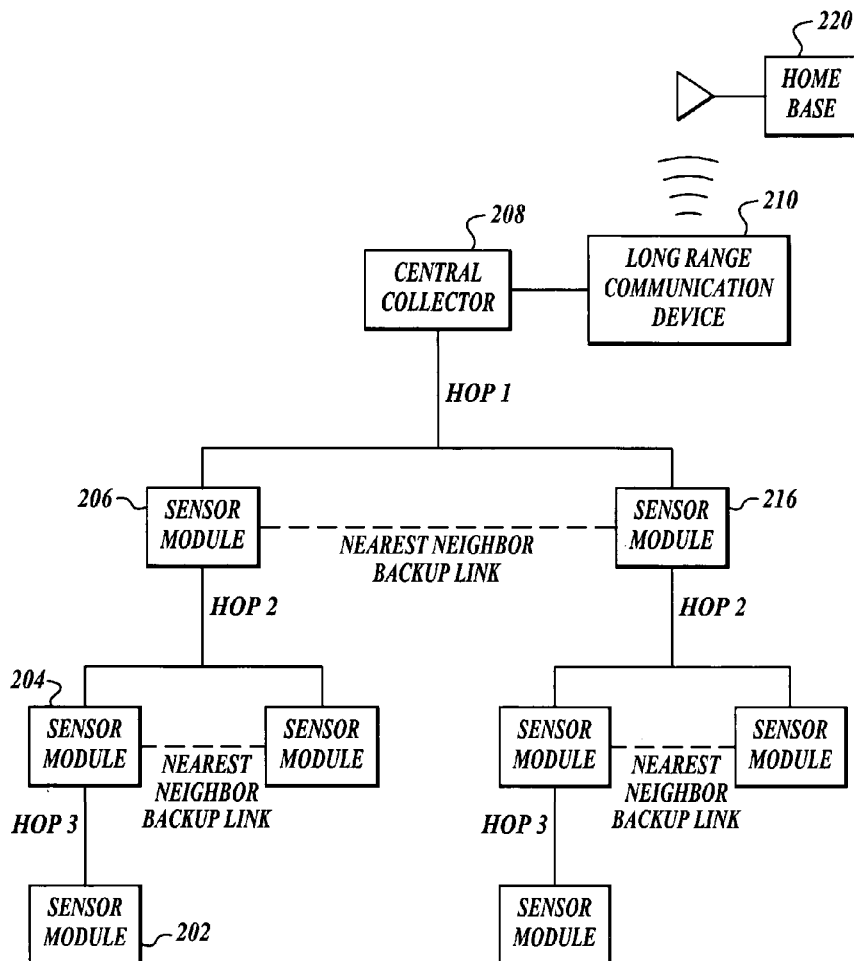 220
HOME
BASE
208
210
CENTRAL
COLLECTOR
LONG RANGE
COMMUNICATION
DEVICE
HOP 1
206
SENSOR
MODULE
216
SENSOR
MODULE
NEAREST NEIGHBOR
BACKUP LINK
HOP 2
HOP 2
204
SENSOR
MODULE
SENSOR
MODULE
SENSOR
MODULE
SENSOR
MODULE
NEAREST
NEIGHBOR
BACKUP LINK
NEAREST
NEIGHBOR
BACKUP LINK
HOP 3
HOP 3
SENSOR
MODULE
202
SENSOR
MODULE